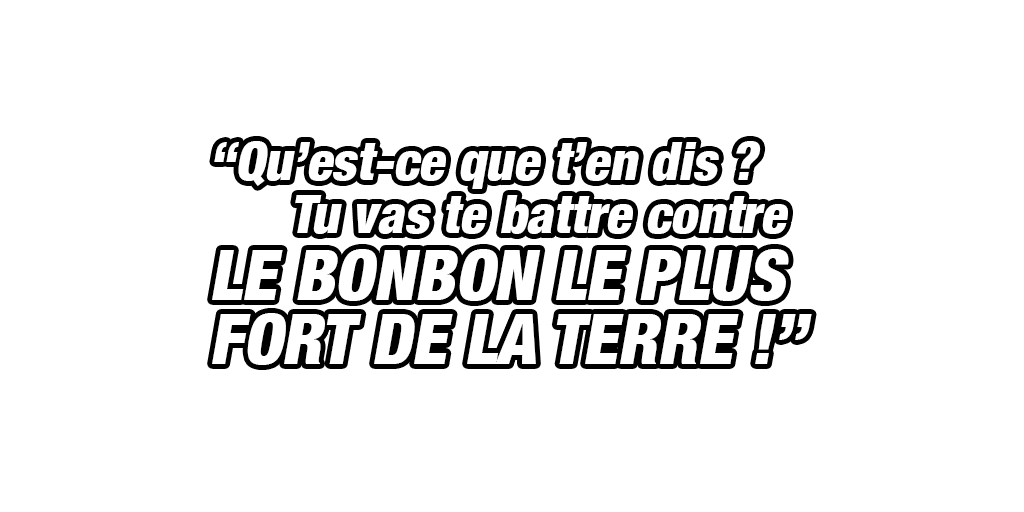 “Qu’est-ce que t’en dis ?
Tu vas te battre contre
LE BONBON LE PLUS
FORT DE LA TERRE !”